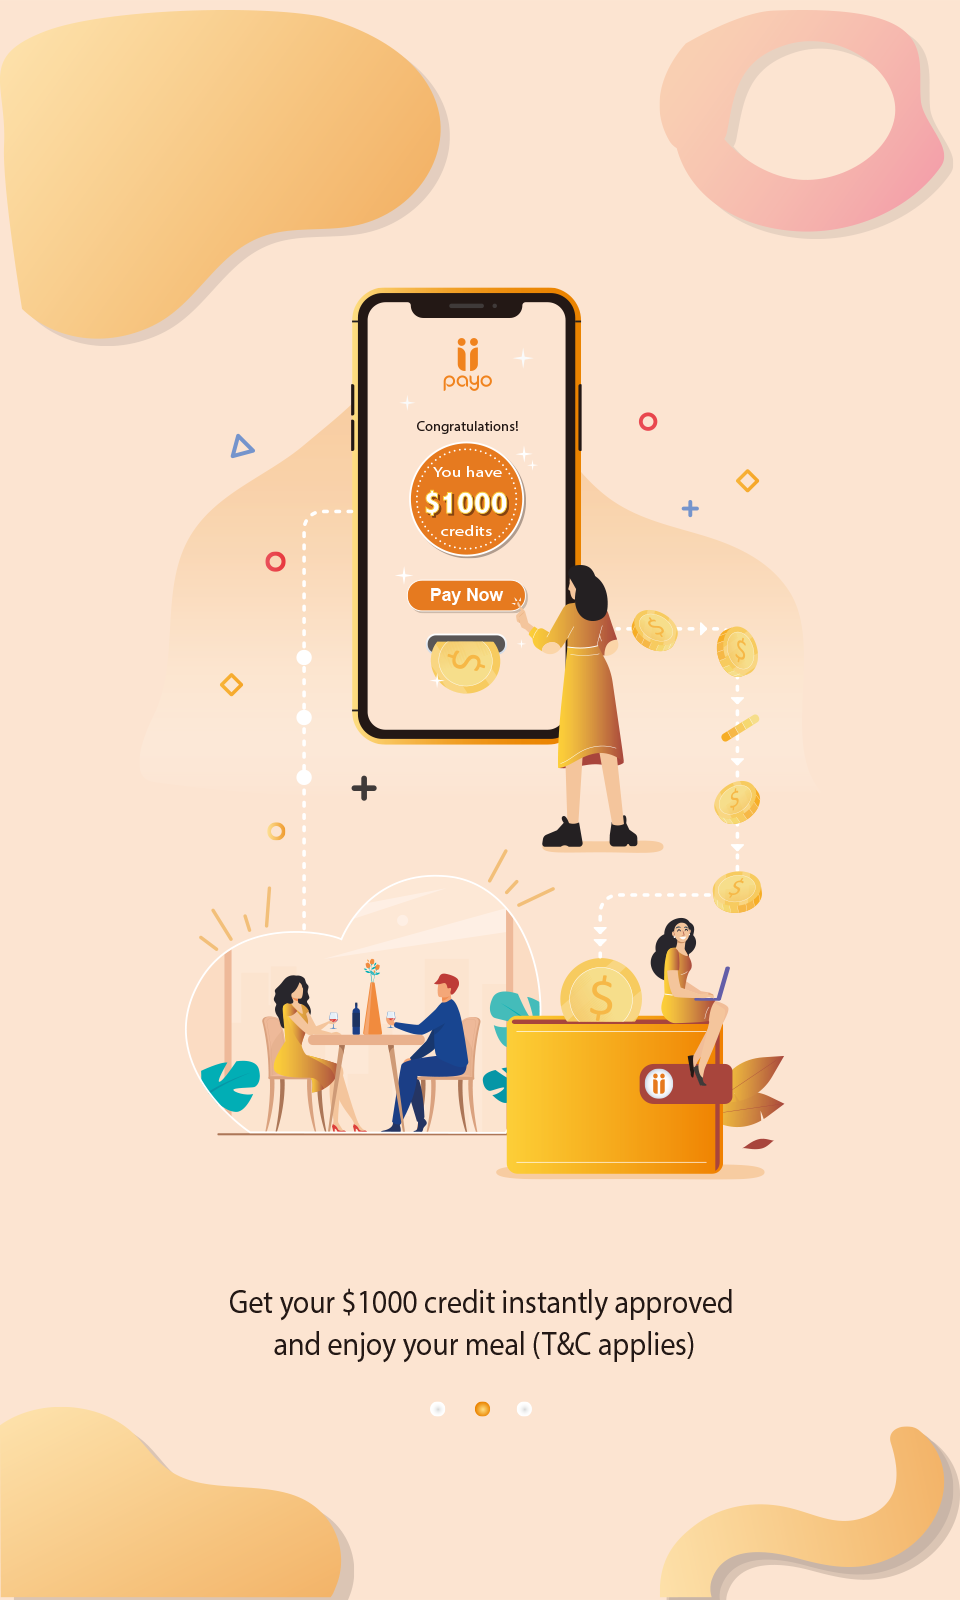 payo
Congratulations!
You have
$1000
credits
Pay Now
Get your $1000 credit instantly approved
and enjoy your meal (T&C applies)